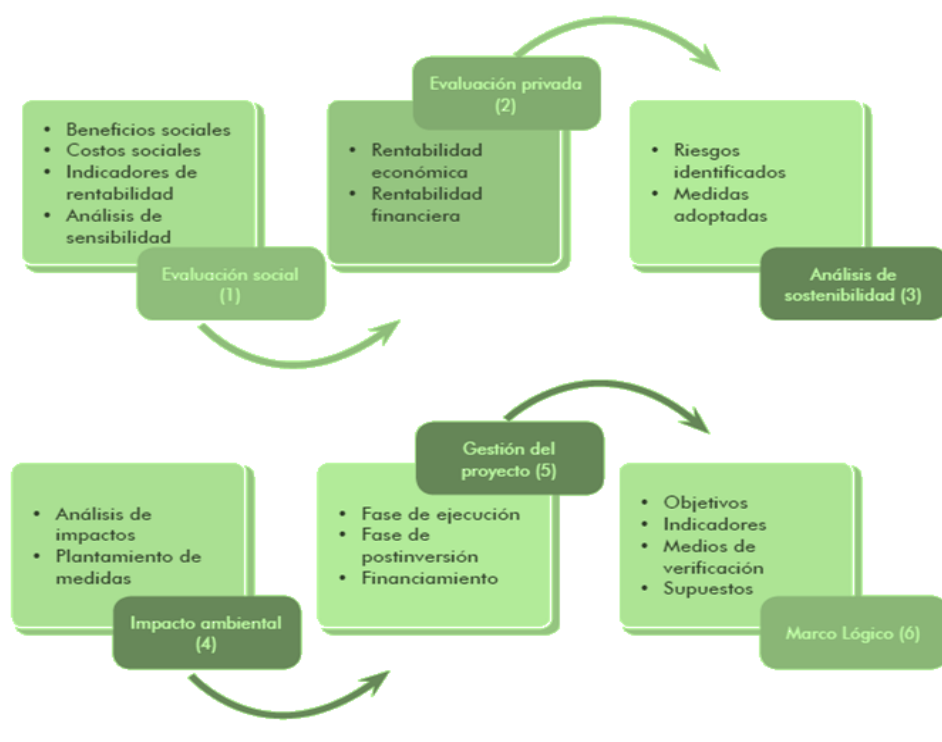 • Beneficios sociales
• Costos sociales
• Indicadores de
rentabilidad
• Análisis de
sensibilidad
Evaluación social
(1)
Evaluación privada
(2)
• Rentabilidad
económica
• Rentabilidad
financiera
• Riesgos
identificados
• Medidas
adoptadas
Análisis de
sostenibilidad (3)
• Análisis de
impactos
• Plantamiento de
medidas
Impacto ambiental
(4)
Gestión del
proyecto (5)
• Fase de ejecución
• Fase de
postinversión
• Financiamiento
• Objetivos
• Indicadores
• Medios de
verificación
• Supuestos
Marco Lógico (6)